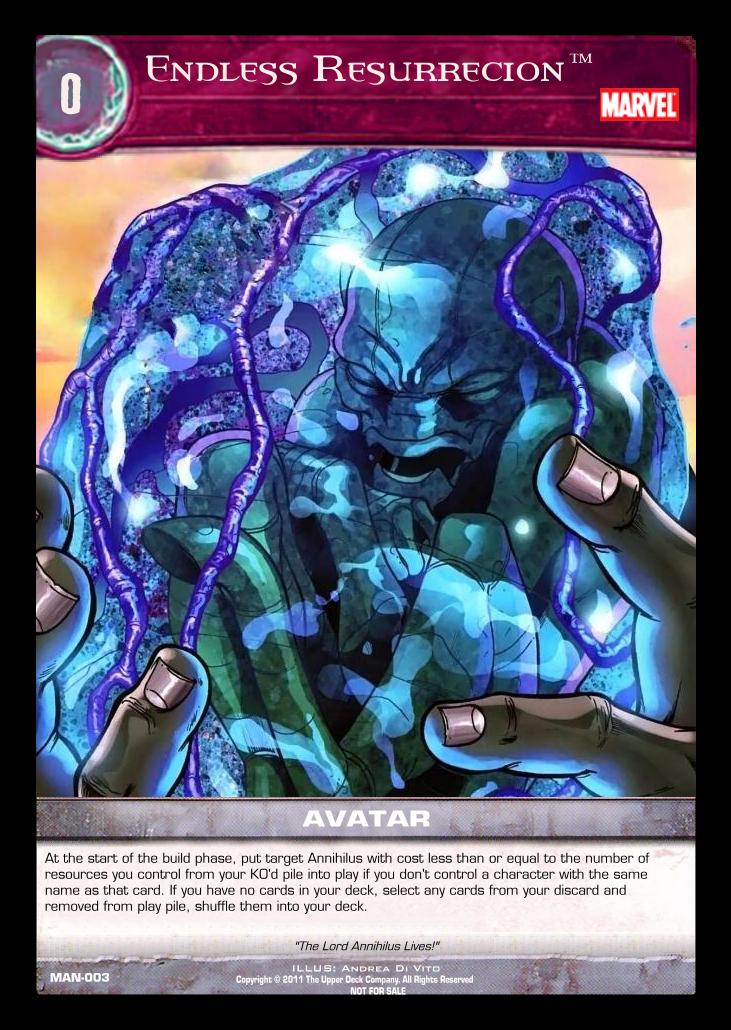 0
Endless Resurrecion™
MARVEL
AVATAR
At the start of the build phase, put target Annihilus with cost less than or equal to the number of
resources you control from your KO'd pile into play if you don't control a character with the same
name as that card. If you have no cards in your deck, select any cards from your discard and
removed from play pile, shuffle them into your deck.
"The Lord Annihilus Lives!"
MAN-003
ILLUS: Andrea Di Vito
Copyright © 2011 The Upper Deck Company. All Rights Reserved
NOT FOR SALE